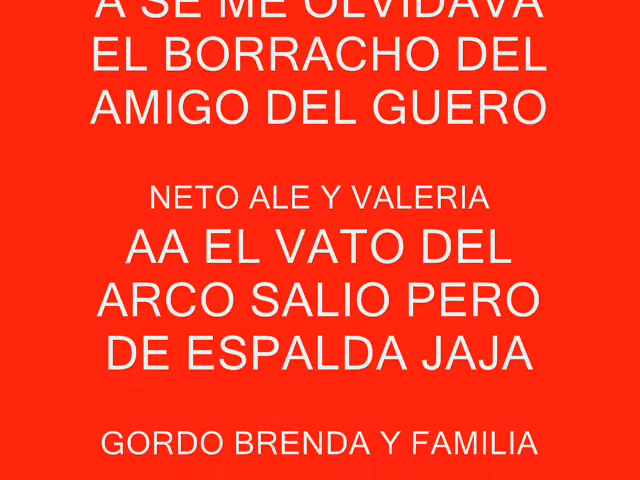 A SE ME OLVIDAVA
EL BORRACHO DEL
AMIGO DEL GUERO
NETO ALE Y VALERIA
AA EL VATO DEL
ARCO SALIO PERO
DE ESPALDA JAJA
GORDO BRENDA Y FAMILIA